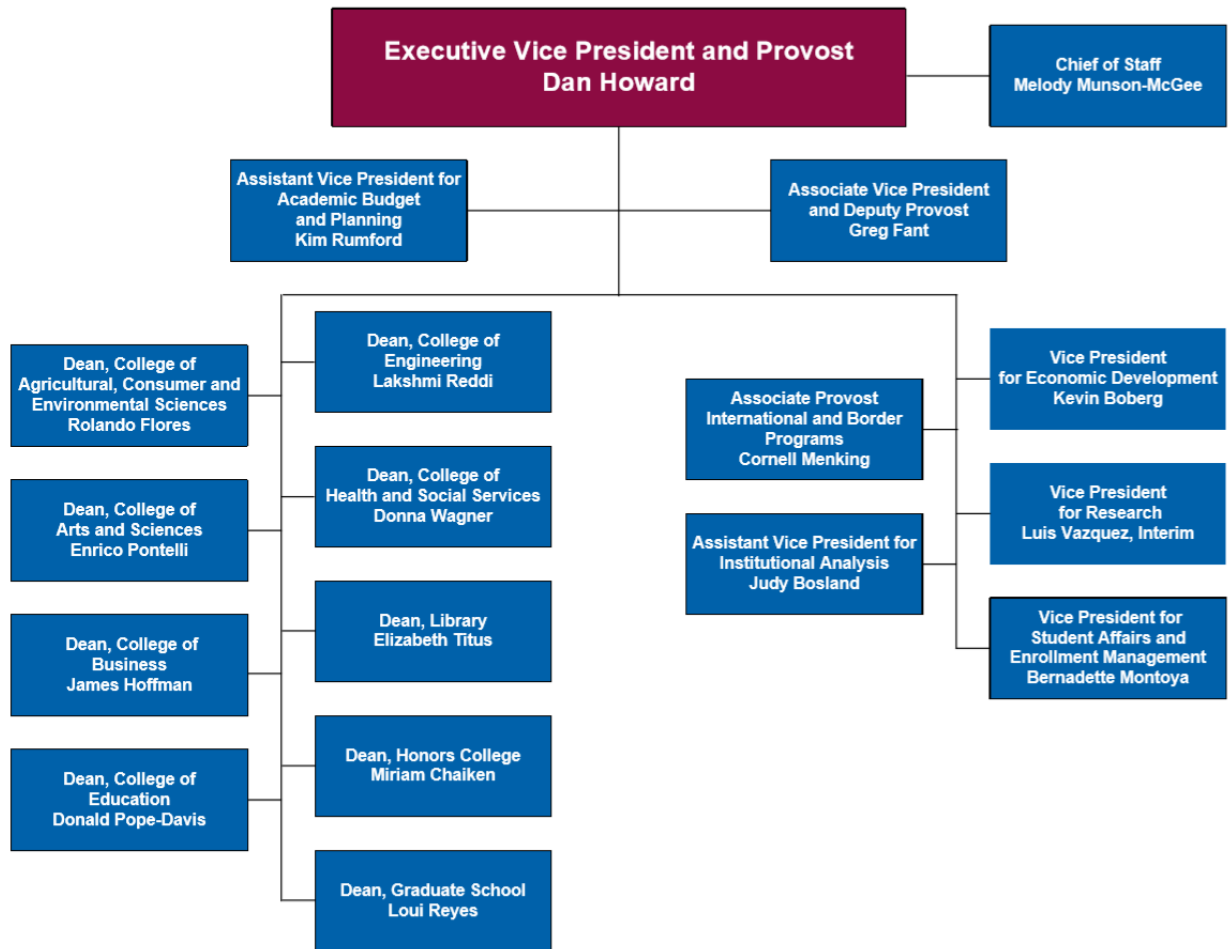 Executive Vice President and Provost
Dan Howard
Chief of Staff
Melody Munson-McGee
Assistant Vice President for
Academic Budget
and Planning
Kim Rumford
Associate Vice President
and Deputy Provost
Greg Fant
Dean, College of
Agricultural, Consumer and
Environmental Sciences
Rolando Flores
Dean, College of
Arts and Sciences
Enrico Pontelli
Dean, College of
Business
James Hoffman
Dean, College of
Education
Donald Pope-Davis
Dean, College of
Engineering
Lakshmi Reddi
Dean, College of
Health and Social Services
Donna Wagner
Dean, Library
Elizabeth Titus
Dean, Honors College
Miriam Chaiken
Dean, Graduate School
Loui Reyes
Associate Provost
International and Border
Programs
Cornell Menking
Assistant Vice President for
Institutional Analysis
Judy Bosland
Vice President
for Economic Development
Kevin Boberg
Vice President
for Research
Luis Vazquez, Interim
Vice President for
Student Affairs and
Enrollment Management
Bernadette Montoya